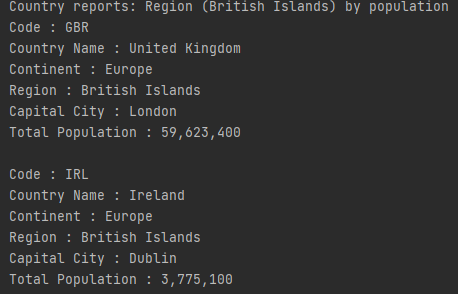 Country reports: Region (British Islands) by population
Code : GBR
Country Name : United Kingdom
Continent : Europe
Region : British Islands
Capital City : London
Total Population : 59,623,400
Code : IRL
Country Name : Ireland
Continent : Europe
Region : British Islands
Capital City : Dublin
Total Population : 3,775,100